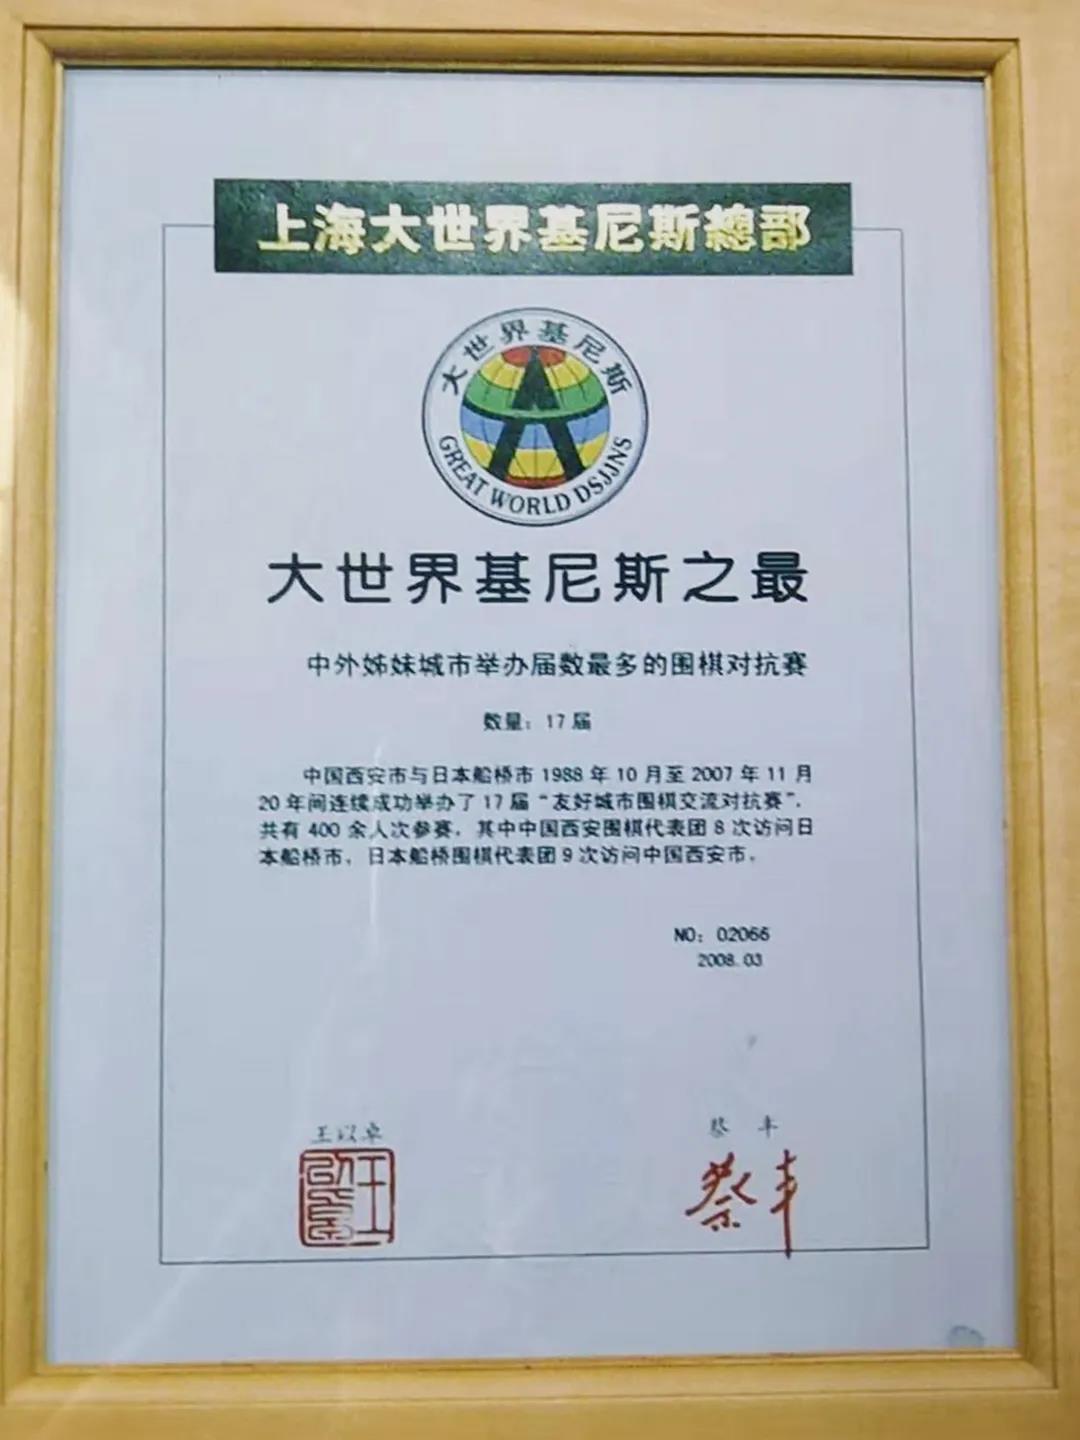 上海大世界基尼斯總部
大世界基尼斯
GREAT WORLD DSJJNS
大世界基尼斯之最
中外姊妹城市举办届数最多的围棋对抗赛
数量：17 届
中国西安市与日本船桥市 1988 年 10 月至 2007 年 11 月
20 年间连续成功举办了 17 届“友好城市围棋交流对抗赛”，
共有 400 余人次参赛，其中中国西安围棋代表团 8 次访问日
本船桥市，日本船桥围棋代表团 9 次访问中国西安市。
NO：02066
2008.03
王以卓
蔡 丰
蔡丰